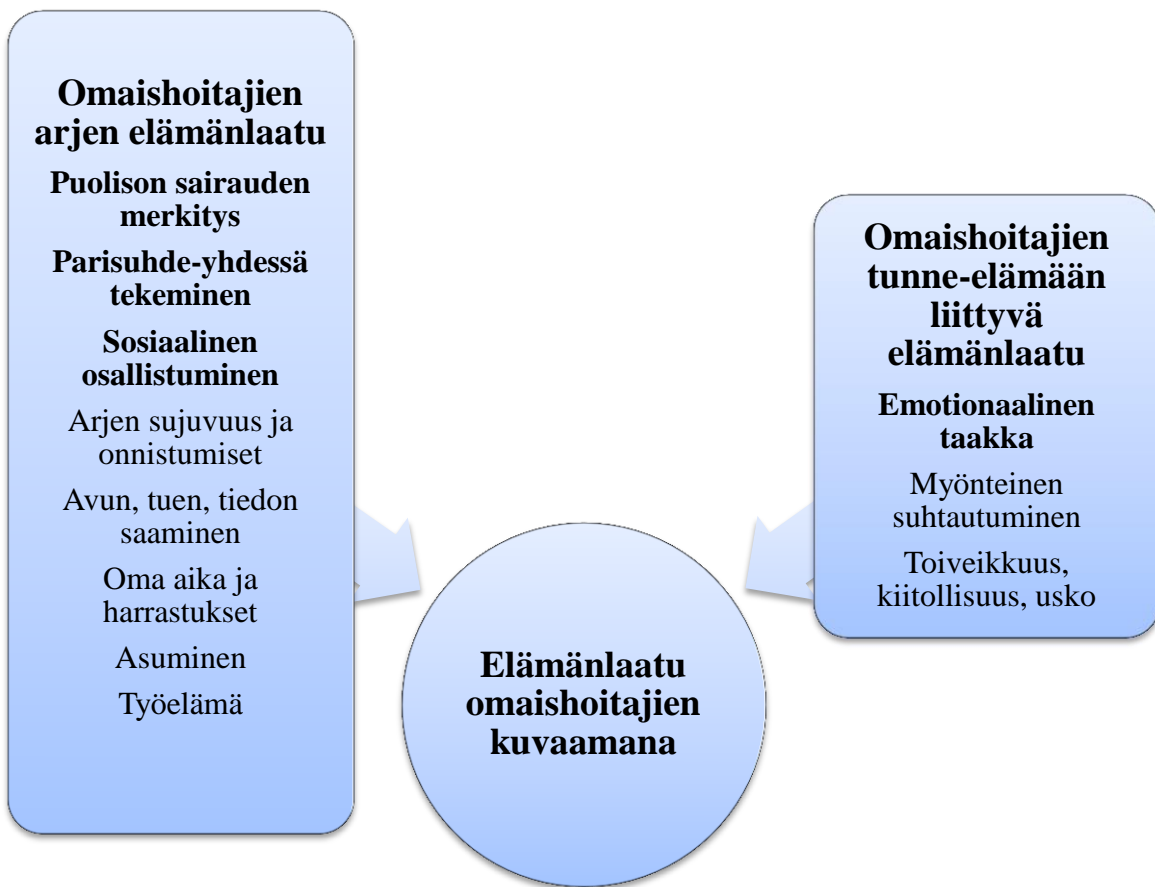 Omaishoitajien
arjen elämänlaatu
Puolison sairauden
merkitys
Parisuhde-yhdessä
tekeminen
Sosiaalinen
osallistuminen
Arjen sujuvuus ja
onnistumiset
Avun, tuen, tiedon
saaminen
Oma aika ja
harrastukset
Asuminen
Työelämä
Omaishoitajien
tunne-elämään
liittyvä
elämänlaatu
Emotionaalinen
taakka
Myönteinen
suhtautuminen
Toiveikkuus,
kiitollisuus, usko
Elämänlaatu
omaishoitajien
kuvaamana